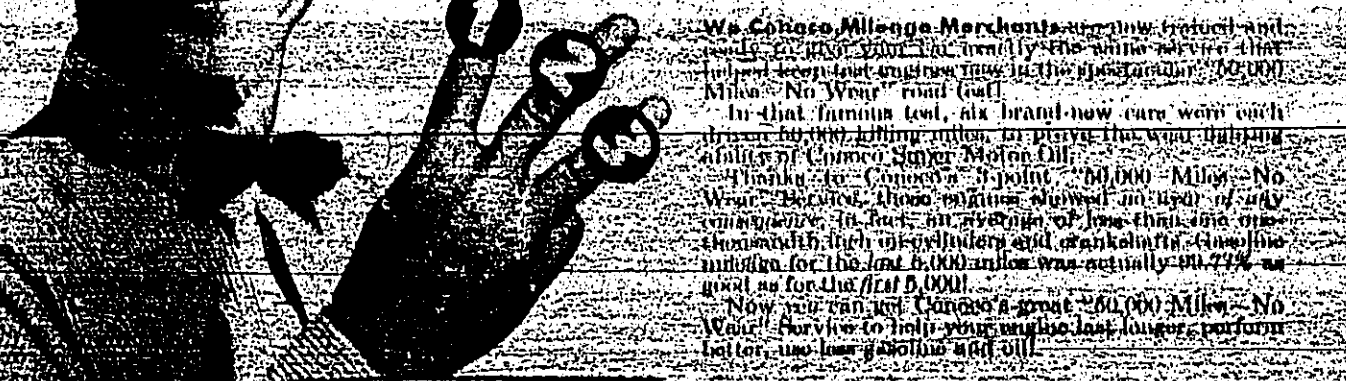 1
2
3
We Conoco Mileage Merchants are now trained and
ready to give your car exactly the same service that
helped keep test engines new in the spectacular "50,000
Miles—No Wear" road test!
In that famous test, six brand-new cars were each
driven 50,000 killing miles, to prove the wear-fighting
ability of Conoco Super Motor Oil.
Thanks to Conoco's 3-point "50,000 Miles—No
Wear" Service, those engines showed no wear of any
consequence. In fact, an average of less than one one-
thousandth inch on cylinders and crankshafts. Gasoline
mileage for the last 5,000 miles was actually 99.77% as
good as for the first 5,000!
Now you can get Conoco's great "50,000 Miles—No
Wear" Service to help your engine last longer, perform
better, use less gasoline and oil!